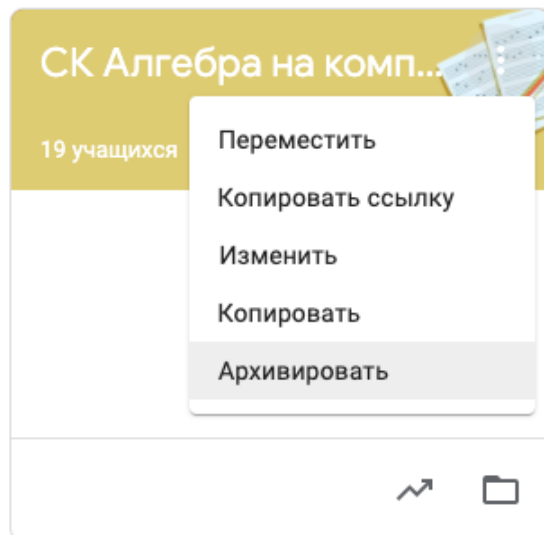 СК Алгебра на комп...
19 учащихся
Переместить
Копировать ссылку
Изменить
Копировать
Архивировать